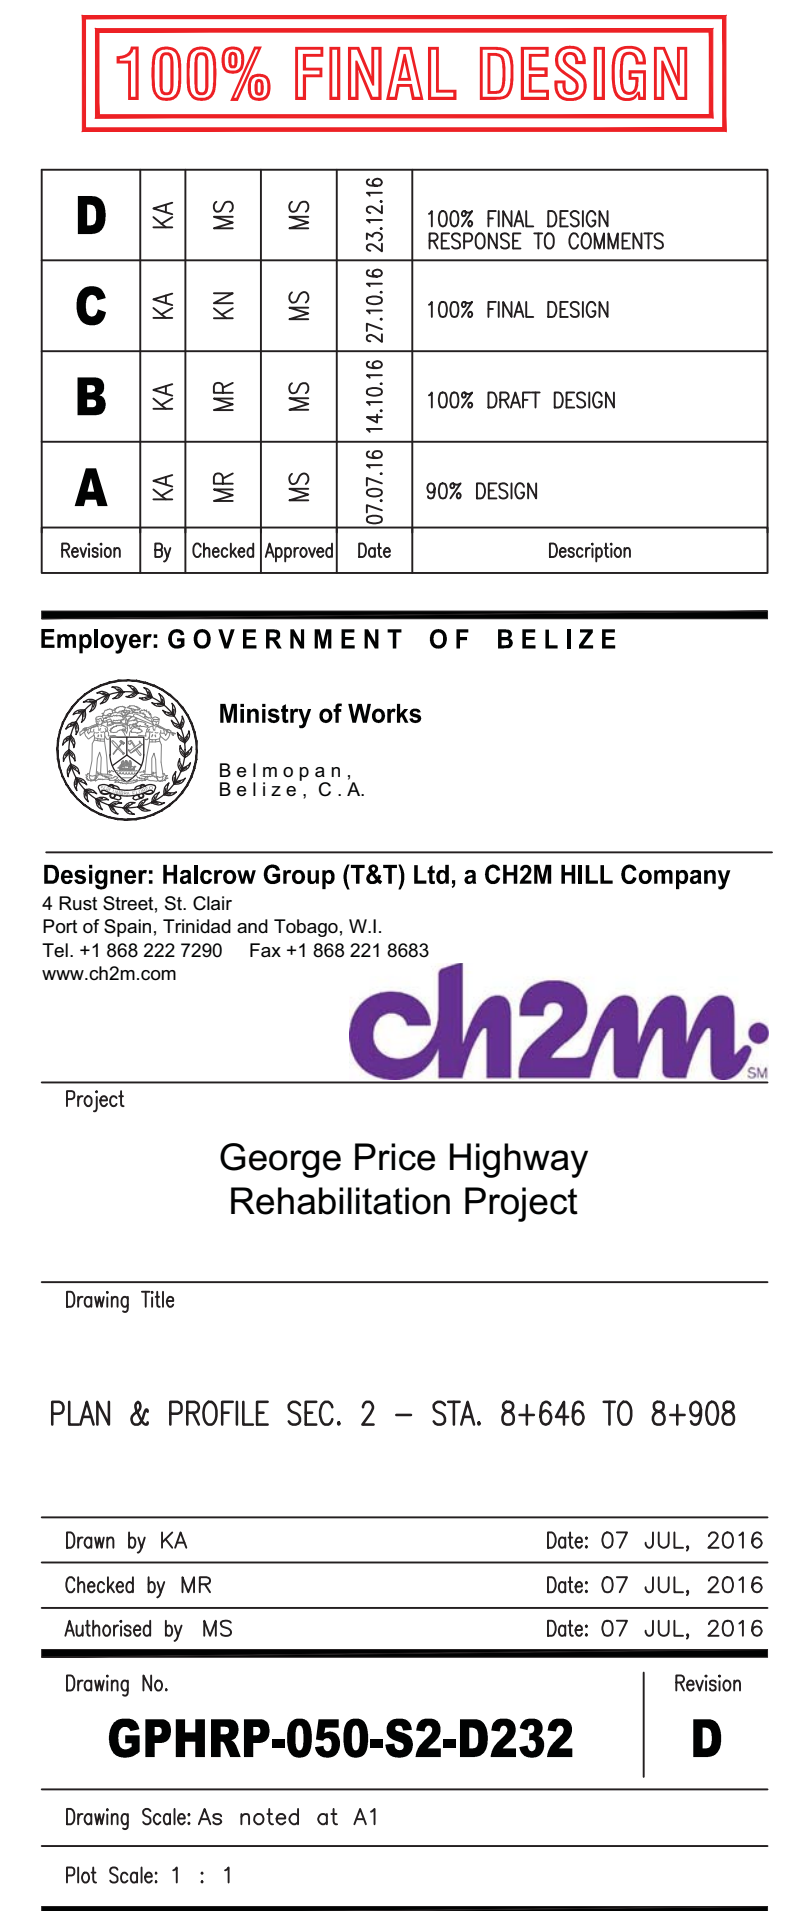 100% FINAL DESIGN
D KA MS MS 23.12.16 100% FINAL DESIGN
RESPONSE TO COMMENTS
C KA KN MS 27.10.16 100% FINAL DESIGN
B KA MR MS 14.10.16 100% DRAFT DESIGN
A KA MR MS 07.07.16 90% DESIGN
Revision By Checked Approved Date Description
Employer: GOVERNMENT OF BELIZE
Ministry of Works
Belmopan,
Belize, C.A.
Designer: Halcrow Group (T&T) Ltd, a CH2M HILL Company
4 Rust Street, St. Clair
Port of Spain, Trinidad and Tobago, W.I.
Tel. +1 868 222 7290 Fax +1 868 221 8683
www.ch2m.com
ch2m.
SM
Project
George Price Highway
Rehabilitation Project
Drawing Title
PLAN & PROFILE SEC. 2 – STA. 8+646 TO 8+908
Drawn by KA Date: 07 JUL, 2016
Checked by MR Date: 07 JUL, 2016
Authorised by MS Date: 07 JUL, 2016
Drawing No. Revision
GPHRP-050-S2-D232 D
Drawing Scale: As noted at A1
Plot Scale: 1 : 1